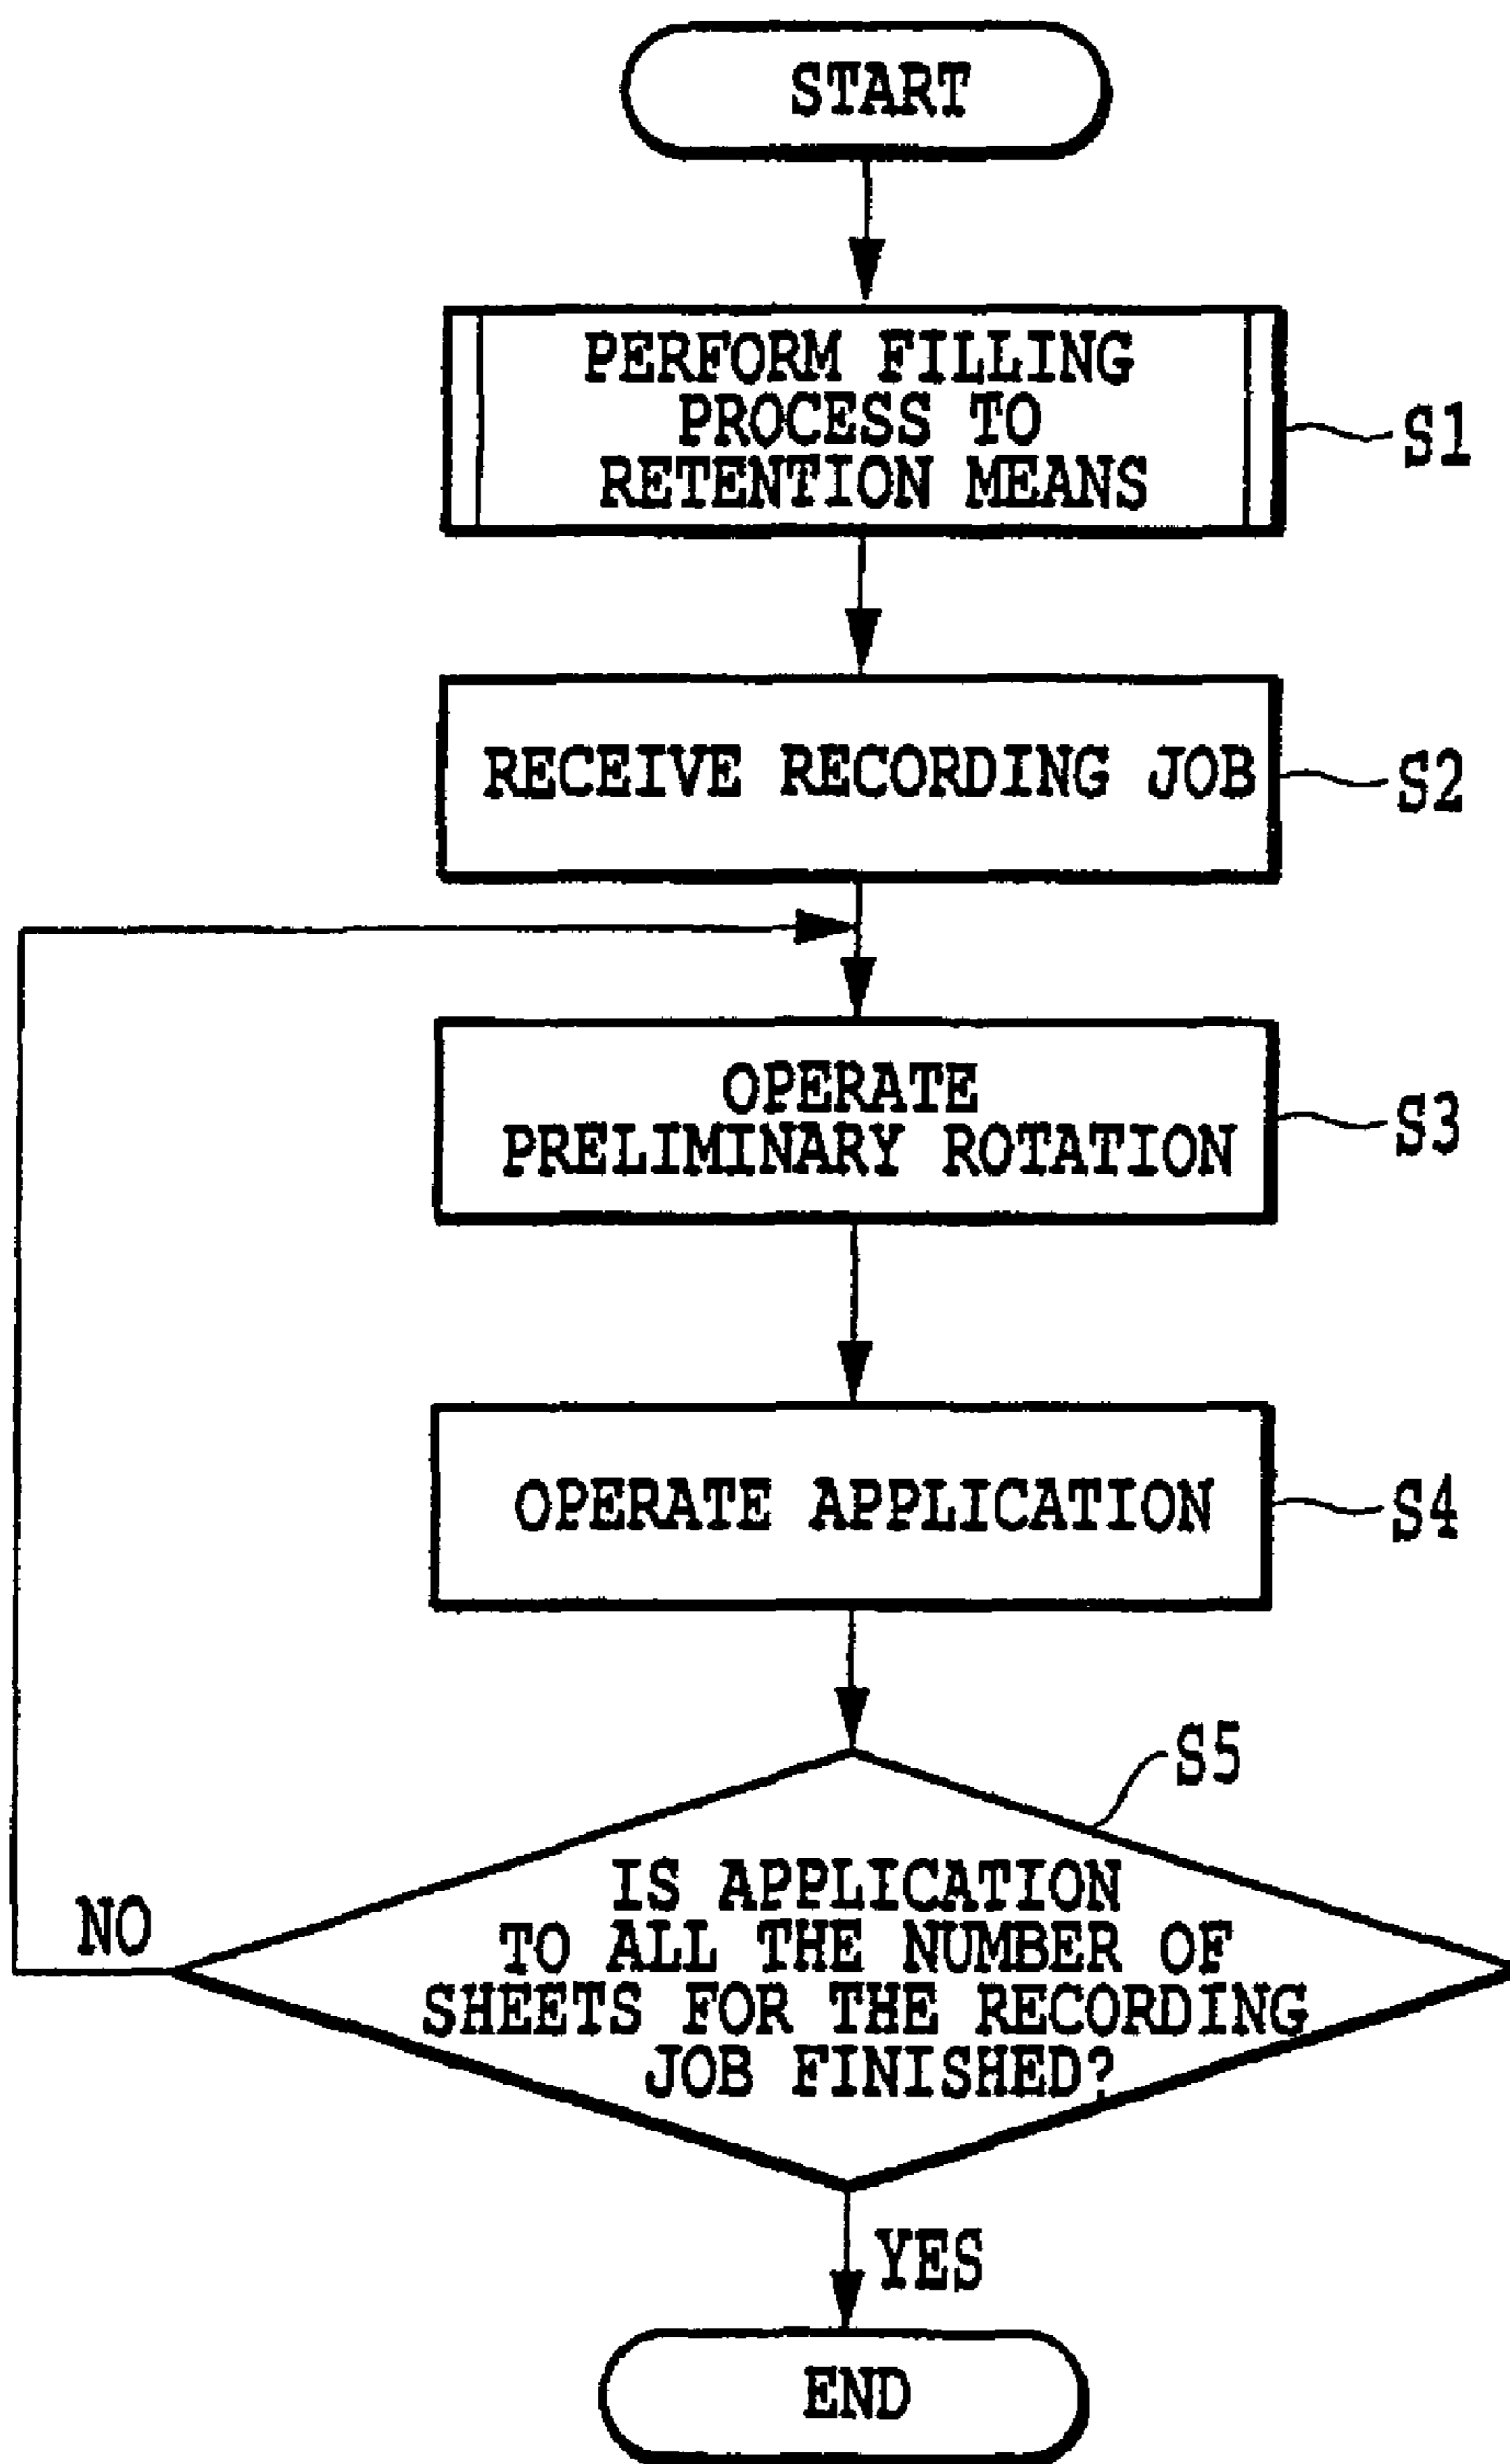 START
PERFORM FILLING
PROCESS TO
RETENTION MEANS
S1
RECEIVE RECORDING JOB
S2
OPERATE
PRELIMINARY ROTATION
S3
OPERATE APPLICATION
S4
S5
IS APPLICATION
TO ALL THE NUMBER OF
SHEETS FOR THE RECORDING
JOB FINISHED?
NO
YES
END